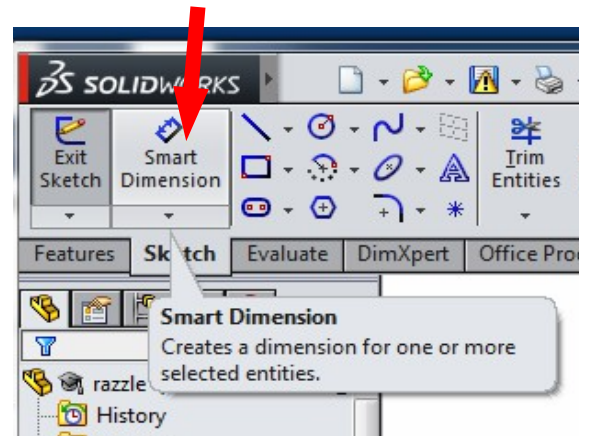 SOLIDWORKS
Exit
Sketch
Smart
Dimension
Trim
Entities
Features Sketch Evaluate DimXpert Office Pro
Smart Dimension
Creates a dimension for one or more
selected entities.
razzle
History